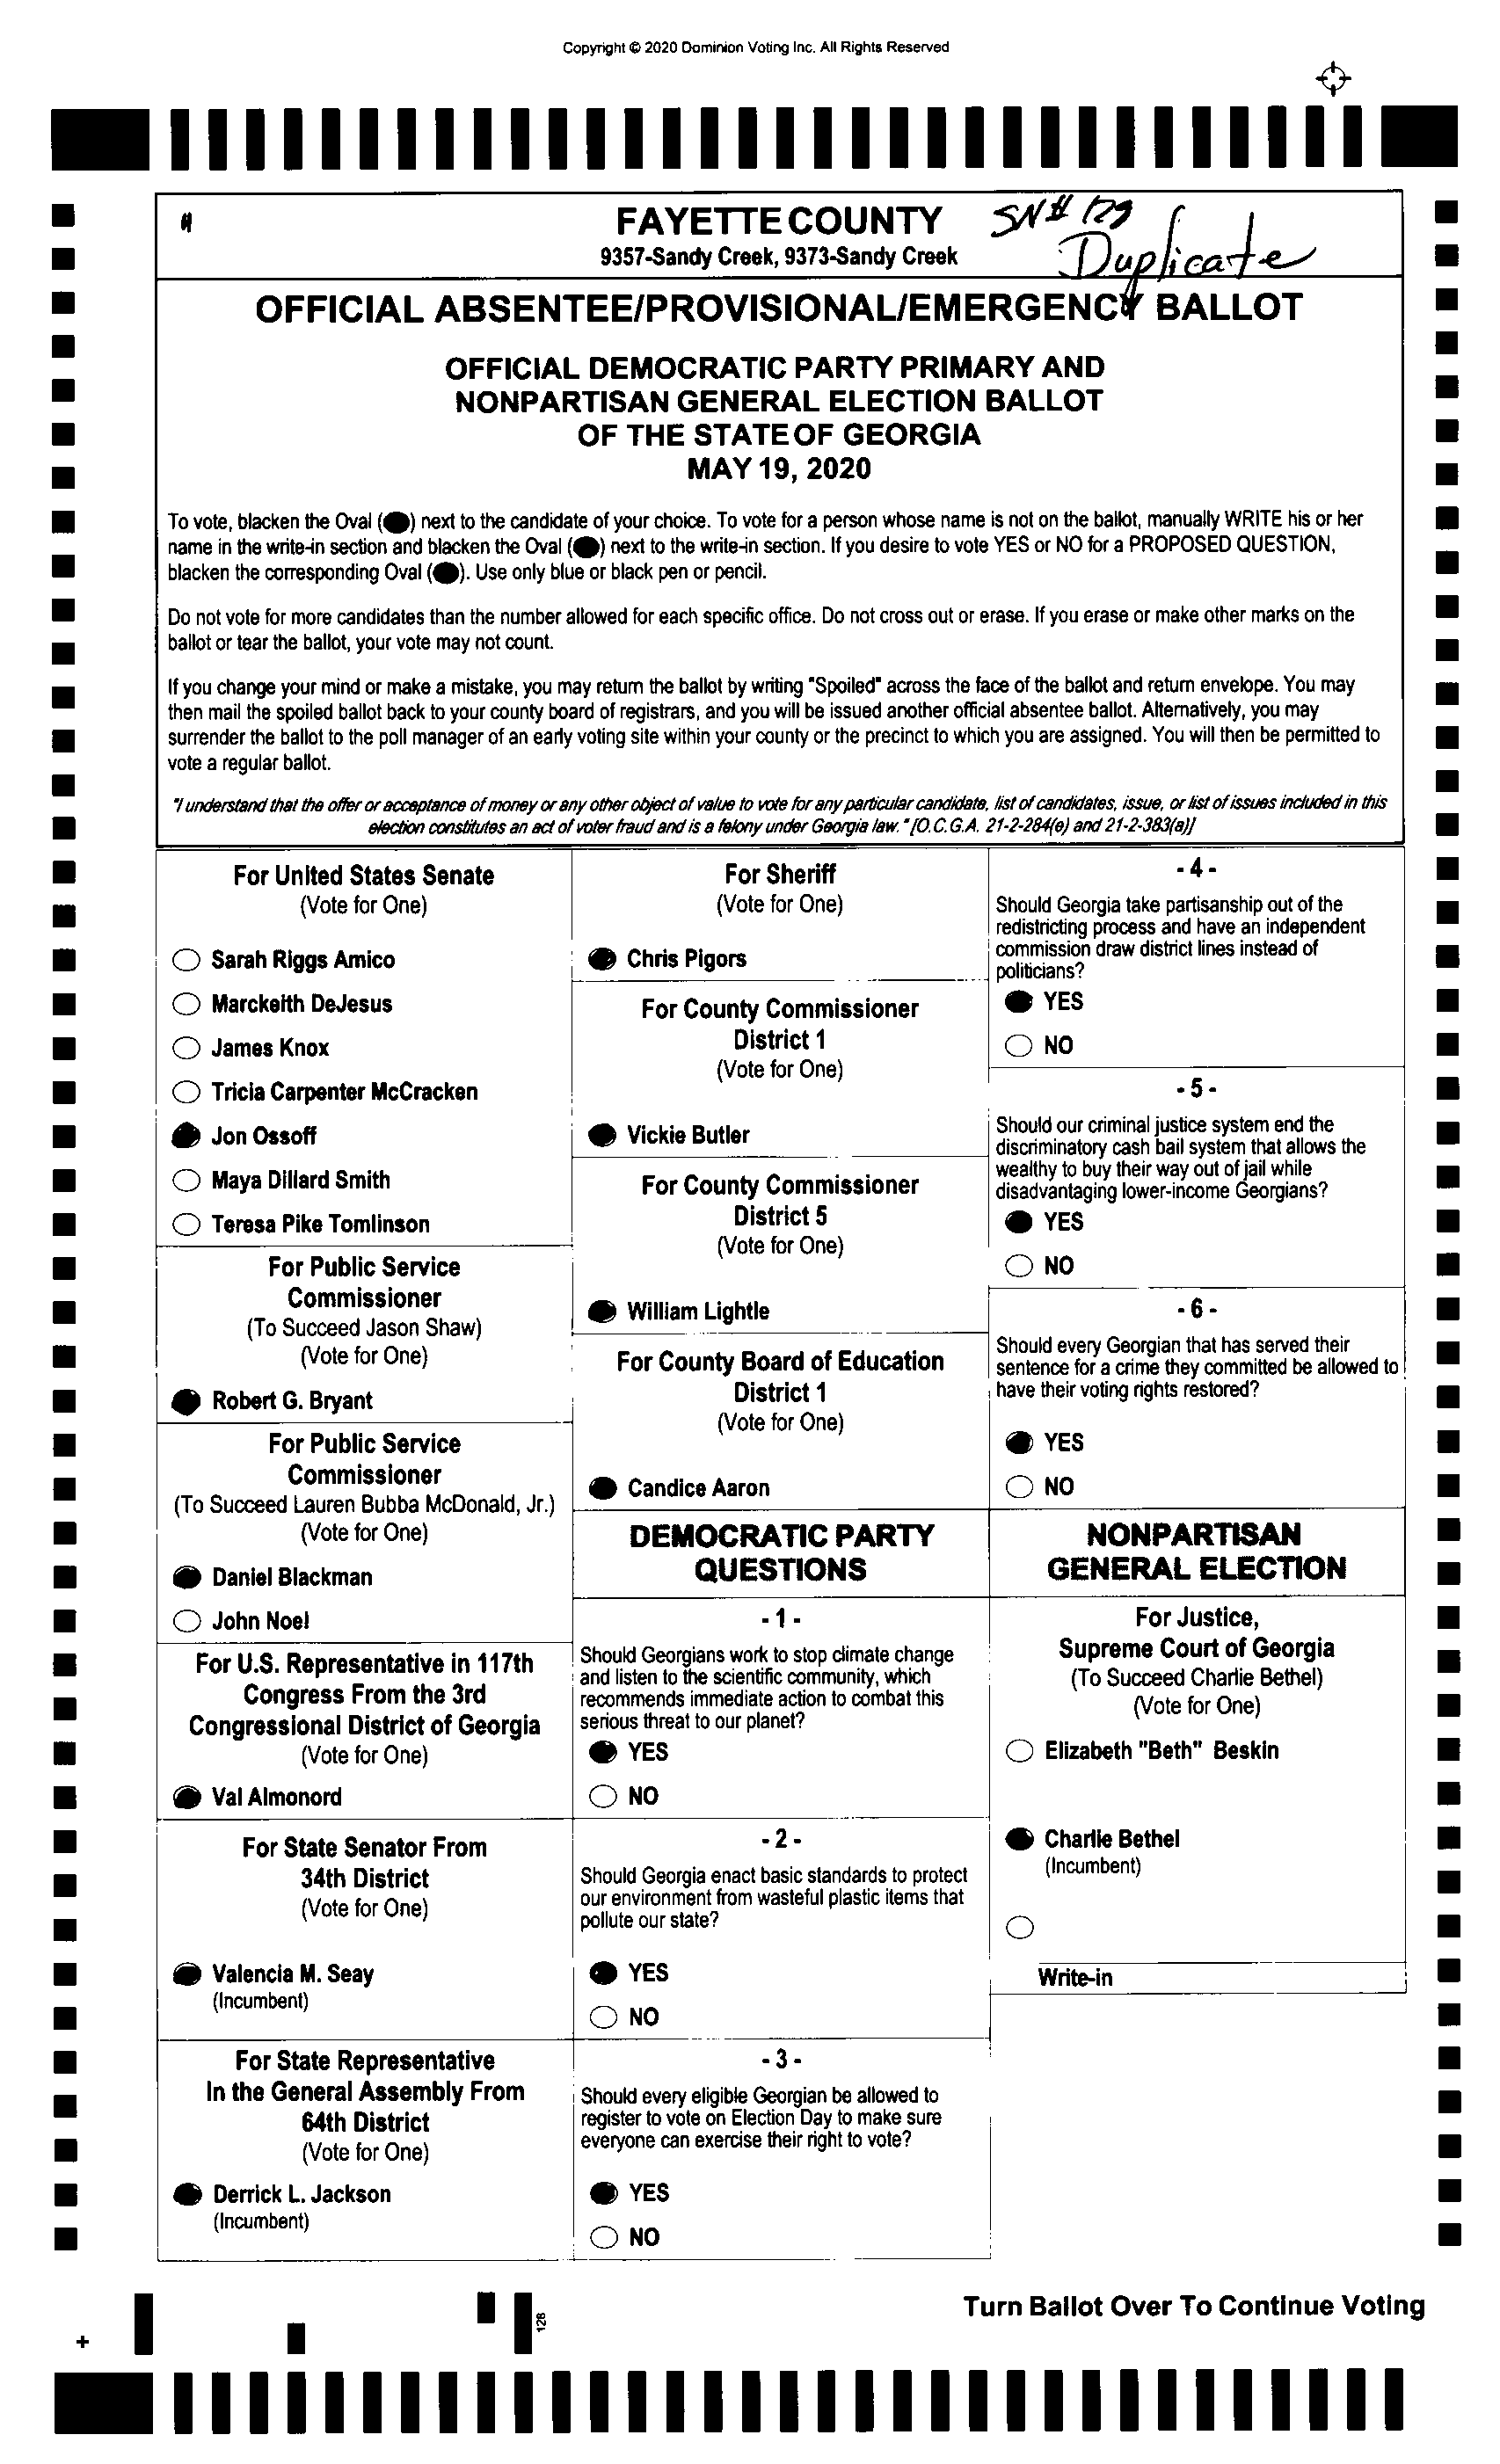 Copyright © 2020 Dominion Voting Inc. All Rights Reserved
FAYETTE COUNTY
SN# 129
9357-Sandy Creek, 9373-Sandy Creek
Duplicate
OFFICIAL ABSENTEE/PROVISIONAL/EMERGENCY BALLOT
OFFICIAL DEMOCRATIC PARTY PRIMARY AND
NONPARTISAN GENERAL ELECTION BALLOT
OF THE STATE OF GEORGIA
MAY 19, 2020
To vote, blacken the Oval ( ) next to the candidate of your choice. To vote for a person whose name is not on the ballot, manually WRITE his or her
name in the write-in section and blacken the Oval ( ) next to the write-in section. If you desire to vote YES or NO for a PROPOSED QUESTION,
blacken the corresponding Oval ( ). Use only blue or black pen or pencil.
Do not vote for more candidates than the number allowed for each specific office. Do not cross out or erase. If you erase or make other marks on the
ballot or tear the ballot, your vote may not count.
If you change your mind or make a mistake, you may return the ballot by writing "Spoiled" across the face of the ballot and return envelope. You may
then mail the spoiled ballot back to your county board of registrars, and you will be issued another official absentee ballot. Alternatively, you may
surrender the ballot to the poll manager of an early voting site within your county or the precinct to which you are assigned. You will then be permitted to
vote a regular ballot.
"I understand that the offer or acceptance of money or any other object of value to vote for any particular candidate, list of candidates, issue, or list of issues included in this
election constitutes an act of voter fraud and is a felony under Georgia law." [O.C.G.A. 21-2-284(e) and 21-2-383(a)]
For United States Senate
(Vote for One)
Sarah Riggs Amico
Marckeith DeJesus
James Knox
Tricia Carpenter McCracken
Jon Ossoff
Maya Dillard Smith
Teresa Pike Tomlinson
For Public Service
Commissioner
(To Succeed Jason Shaw)
(Vote for One)
Robert G. Bryant
For Public Service
Commissioner
(To Succeed Lauren Bubba McDonald, Jr.)
(Vote for One)
Daniel Blackman
John Noel
For U.S. Representative in 117th
Congress From the 3rd
Congressional District of Georgia
(Vote for One)
Val Almonord
For State Senator From
34th District
(Vote for One)
Valencia M. Seay
(Incumbent)
For State Representative
In the General Assembly From
64th District
(Vote for One)
Derrick L. Jackson
(Incumbent)
For Sheriff
(Vote for One)
Chris Pigors
For County Commissioner
District 1
(Vote for One)
Vickie Butler
For County Commissioner
District 5
(Vote for One)
William Lightle
For County Board of Education
District 1
(Vote for One)
Candice Aaron
DEMOCRATIC PARTY
QUESTIONS
- 1 -
Should Georgians work to stop climate change
and listen to the scientific community, which
recommends immediate action to combat this
serious threat to our planet?
YES
NO
- 2 -
Should Georgia enact basic standards to protect
our environment from wasteful plastic items that
pollute our state?
YES
NO
- 3 -
Should every eligible Georgian be allowed to
register to vote on Election Day to make sure
everyone can exercise their right to vote?
YES
NO
- 4 -
Should Georgia take partisanship out of the
redistricting process and have an independent
commission draw district lines instead of
politicians?
YES
NO
- 5 -
Should our criminal justice system end the
discriminatory cash bail system that allows the
wealthy to buy their way out of jail while
disadvantaging lower-income Georgians?
YES
NO
- 6 -
Should every Georgian that has served their
sentence for a crime they committed be allowed to
have their voting rights restored?
YES
NO
NONPARTISAN
GENERAL ELECTION
For Justice,
Supreme Court of Georgia
(To Succeed Charlie Bethel)
(Vote for One)
Elizabeth "Beth" Beskin
Charlie Bethel
(Incumbent)
Write-in
Turn Ballot Over To Continue Voting
128
+